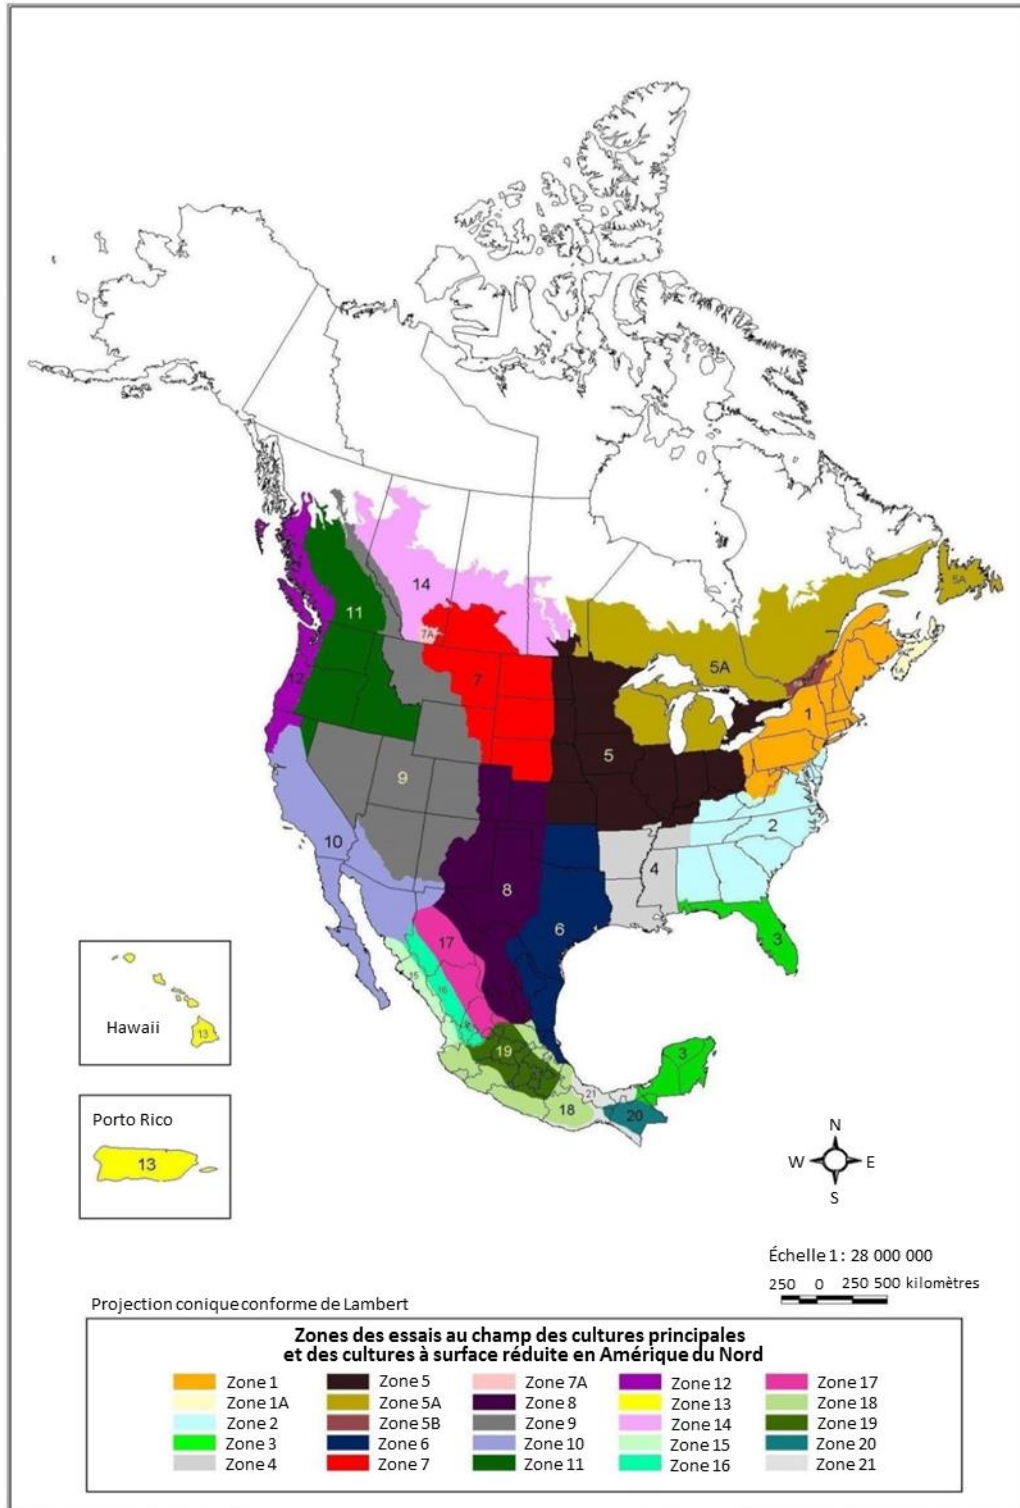 14
11
7A
7
12
5A
5A
5B
1A
1
5
9
2
10
4
8
6
3
17
15
16
19
3
21
18
20
Hawaii
13
Porto Rico
13
N
W E
S
Échelle 1 : 28 000 000
250 0 250 500 kilomètres
Projection conique conforme de Lambert
Zones des essais au champ des cultures principales
et des cultures à surface réduite en Amérique du Nord
Zone 1 Zone 5 Zone 7A Zone 12 Zone 17
Zone 1A Zone 5A Zone 8 Zone 13 Zone 18
Zone 2 Zone 5B Zone 9 Zone 14 Zone 19
Zone 3 Zone 6 Zone 10 Zone 15 Zone 20
Zone 4 Zone 7 Zone 11 Zone 16 Zone 21